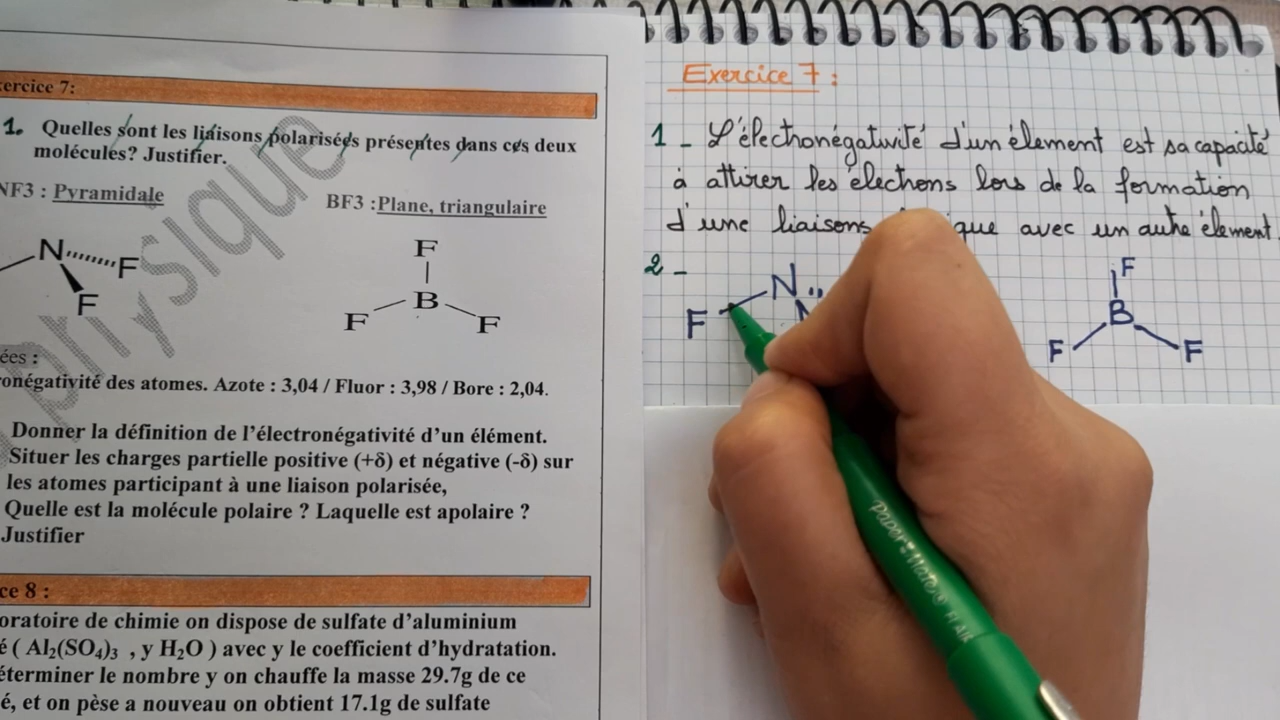 ercice 7:
1. Quelles sont les liaisons polarisées présentes dans ces deux
molécules? Justifier.
NF3 : Pyramidale
BF3 :Plane, triangulaire
N
F
F
F
B
F
F
ées :
onégativité des atomes. Azote : 3,04 / Fluor : 3,98 / Bore : 2,04.
Donner la définition de l'électronégativité d'un élément.
Situer les charges partielle positive (+δ) et négative (-δ) sur
les atomes participant à une liaison polarisée,
Quelle est la molécule polaire ? Laquelle est apolaire ?
Justifier
ce 8 :
oratoire de chimie on dispose de sulfate d'aluminium
é ( Al₂(SO₄)₃ , y H₂O ) avec y le coefficient d'hydratation.
éterminer le nombre y on chauffe la masse 29.7g de ce
é, et on pèse a nouveau on obtient 17.1g de sulfate
physique
Exercice 7 :
1 _ L'électronégativité d'un élement est sa capacité
à attirer les électrons lors de la formation
d'une liaisons que avec un autre élement.
2 _
N
F
F
B
F
F
Paper:Mate® FLAIR